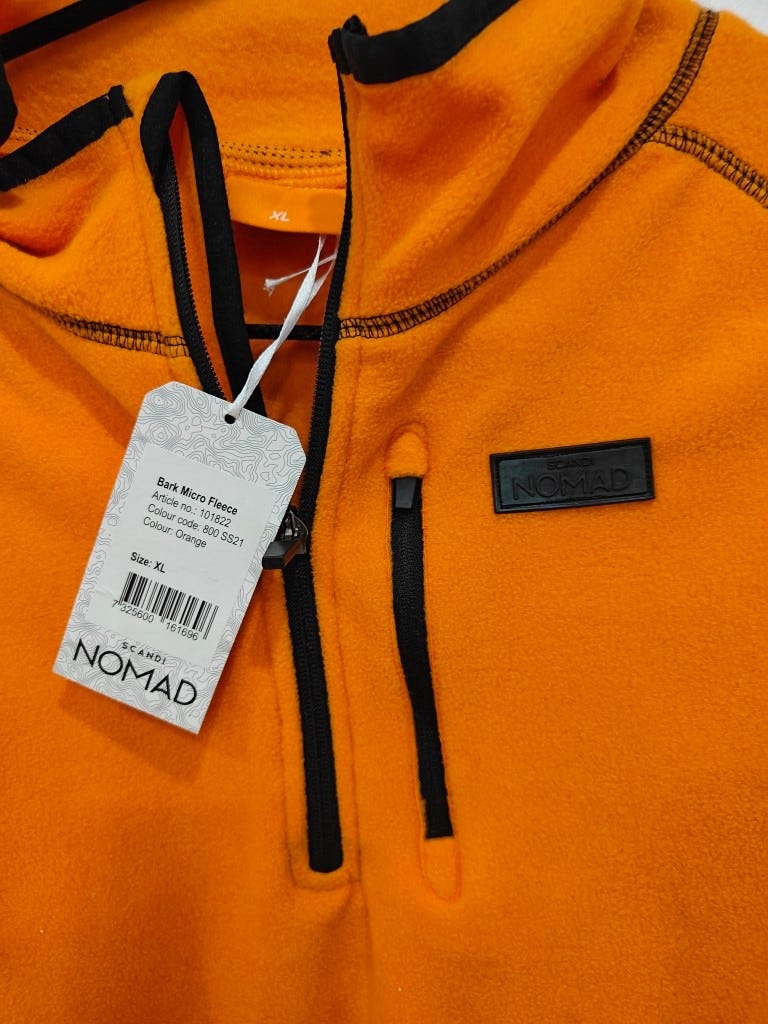 XL
SCANDI
NOMAD
Bark Micro Fleece
Article no.: 101822
Colour code: 800 SS21
Colour: Orange
Size: XL
7 325600 161696
SCANDI
NOMAD